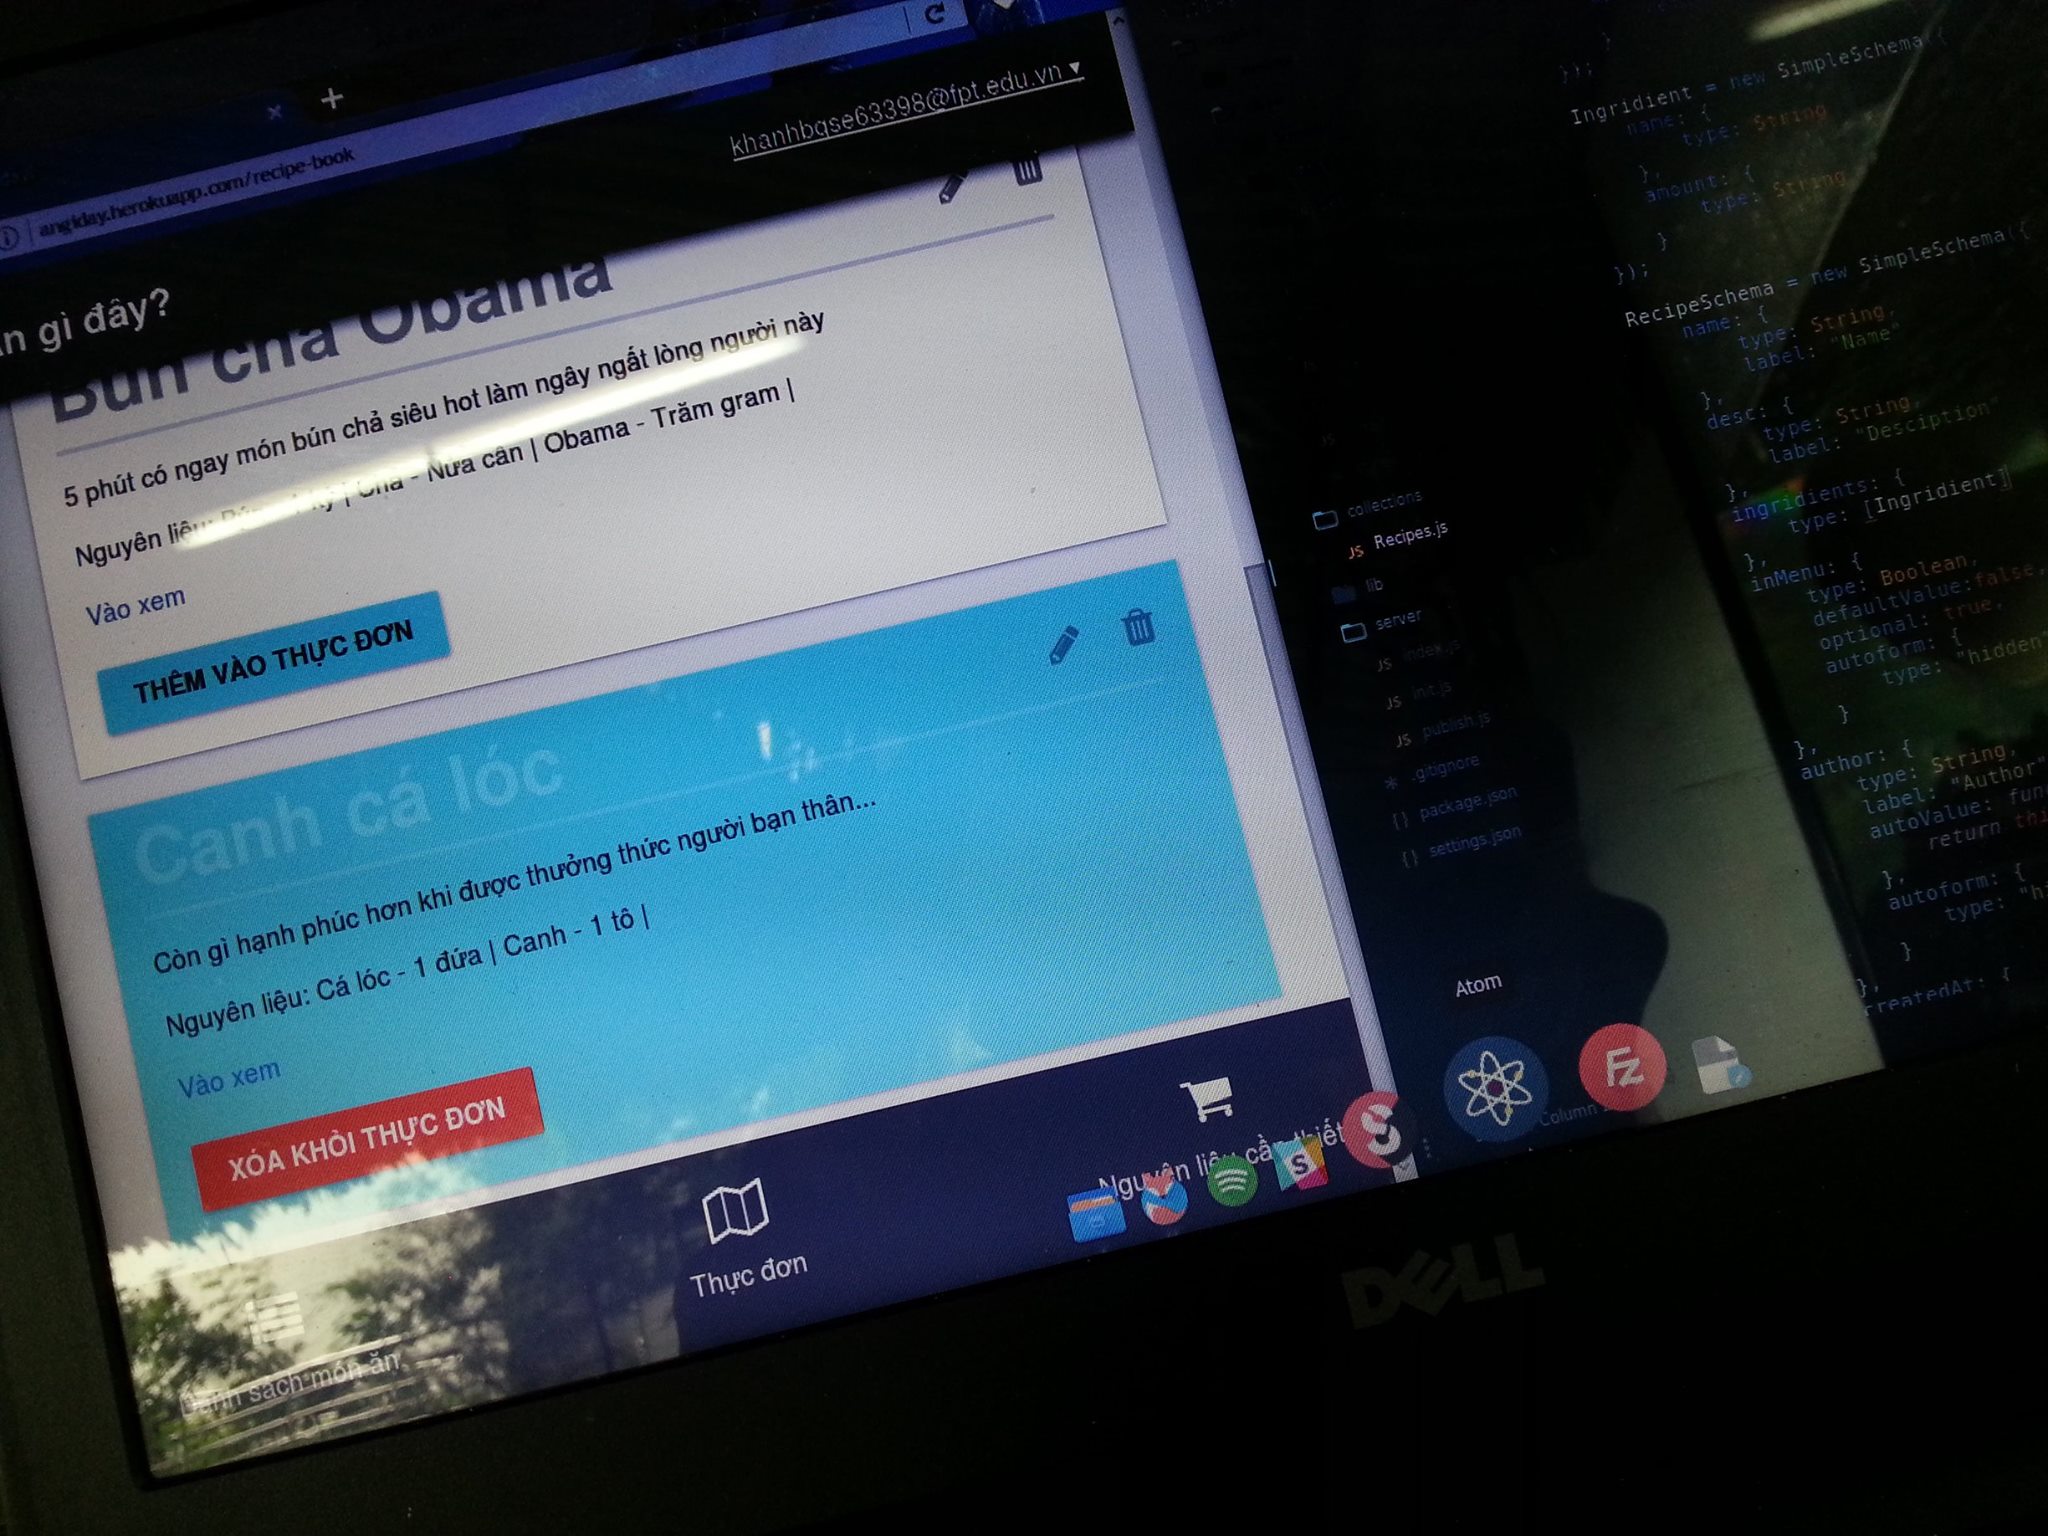 angiday.herokuapp.com/recipe-book
khanhbqse63398@fpt.edu.vn
n gì đây?
Bún chả Obama
5 phút có ngay món bún chả siêu hot làm ngây ngất lòng người này
Nguyên liệu: Chả - Nửa cân | Obama - Trăm gram |
Vào xem
THÊM VÀO THỰC ĐƠN
Canh cá lóc
Còn gì hạnh phúc hơn khi được thưởng thức người bạn thân...
Nguyên liệu: Cá lóc - 1 đứa | Canh - 1 tô |
Vào xem
XÓA KHỎI THỰC ĐƠN
Danh sách món ăn
Thực đơn
Nguyên liệu cần thiết
collections
JS Recipes.js
lib
server
JS index.js
JS init.js
JS publish.js
.gitignore
{} package.json
{} settings.json
Atom
Fz
S
Column
DELL
}
});
Ingridient = new SimpleSchema({
name: {
type: String
},
amount: {
type: String
}
});
RecipeSchema = new SimpleSchema({
name: {
type: String,
label: "Name"
},
desc: {
type: String,
label: "Desciption"
},
ingridients: {
type: [Ingridient]
},
inMenu: {
type: Boolean,
defaultValue:false,
optional: true,
autoform: {
type: "hidden"
}
},
author: {
type: String,
label: "Author"
autoValue: fun
return thi
},
autoform: {
type: "hi
}
},
createdAt: {